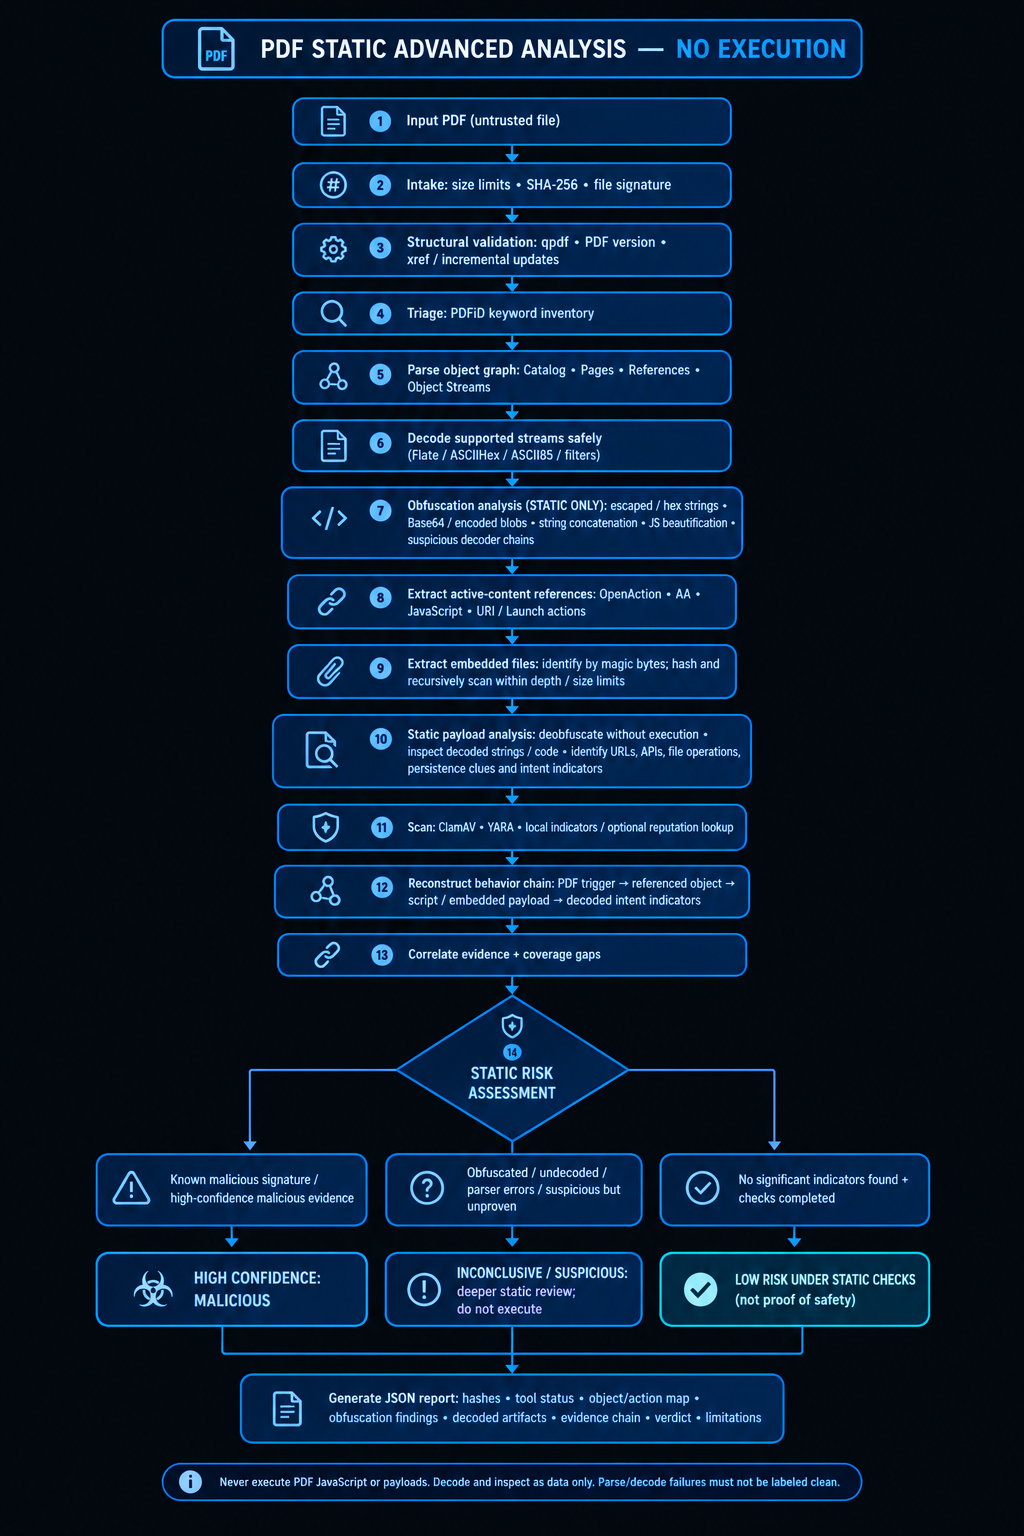 PDF
PDF STATIC ADVANCED ANALYSIS — NO EXECUTION
1 Input PDF (untrusted file)
# 2 Intake: size limits • SHA-256 • file signature
3 Structural validation: qpdf • PDF version •
xref / incremental updates
4 Triage: PDFiD keyword inventory
5 Parse object graph: Catalog • Pages • References •
Object Streams
6 Decode supported streams safely
(Flate / ASCIIHex / ASCII85 / filters)
</> 7 Obfuscation analysis (STATIC ONLY): escaped / hex strings •
Base64 / encoded blobs • string concatenation • JS beautification •
suspicious decoder chains
8 Extract active-content references: OpenAction • AA •
JavaScript • URI / Launch actions
9 Extract embedded files: identify by magic bytes; hash and
recursively scan within depth / size limits
10 Static payload analysis: deobfuscate without execution •
inspect decoded strings / code • identify URLs, APIs, file operations,
persistence clues and intent indicators
11 Scan: ClamAV • YARA • local indicators / optional reputation lookup
12 Reconstruct behavior chain: PDF trigger → referenced object →
script / embedded payload → decoded intent indicators
13 Correlate evidence + coverage gaps
14
STATIC RISK
ASSESSMENT
Known malicious signature /
high-confidence malicious evidence
Obfuscated / undecoded /
parser errors / suspicious but
unproven
No significant indicators found +
checks completed
HIGH CONFIDENCE:
MALICIOUS
INCONCLUSIVE / SUSPICIOUS:
deeper static review;
do not execute
LOW RISK UNDER STATIC CHECKS
(not proof of safety)
Generate JSON report: hashes • tool status • object/action map •
obfuscation findings • decoded artifacts • evidence chain • verdict • limitations
Never execute PDF JavaScript or payloads. Decode and inspect as data only. Parse/decode failures must not be labeled clean.